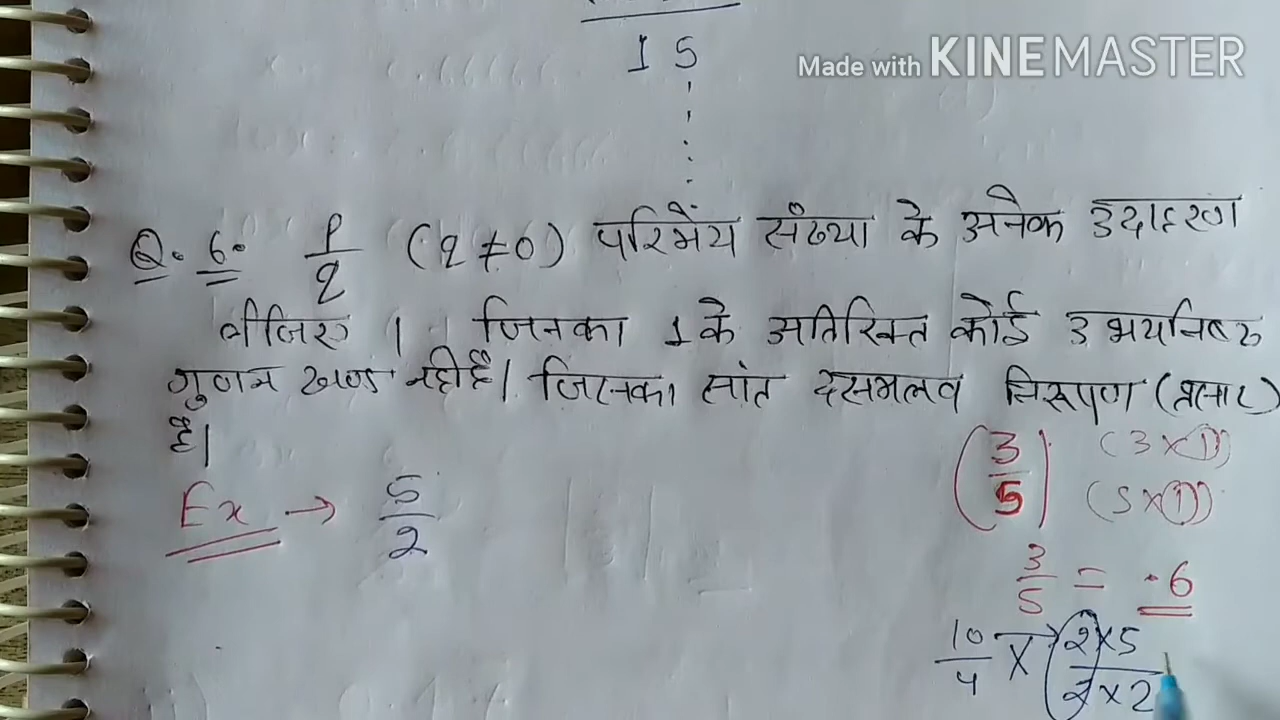 15
Made with KINEMASTER
Q. 6. p/q (q ≠ 0) परिमेय संख्या के अनेक उदाहरण
लीजिए । जिनका 1 के अतिरिक्त कोई उभयनिष्ठ
गुणन खण्ड नहीं है। जिसका सांत दसमलव निरूपण (प्रसार)
है।
Ex → 5/2
(3/5) (3×1)
(5×1)
3/5 = .6
10/4 × (2×5)/(2×2)